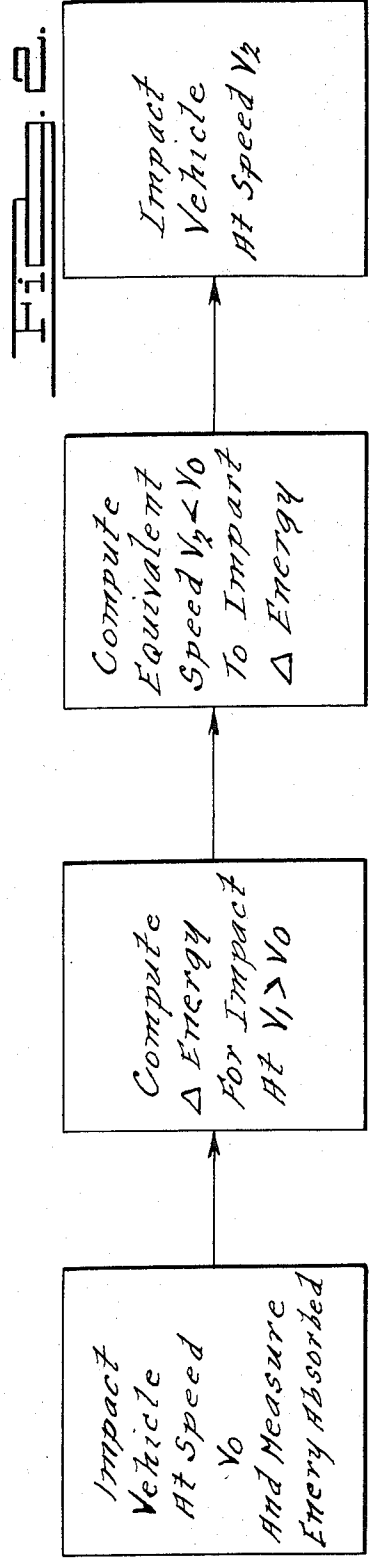 Fig. 2.
Impact
Vehicle
At Speed
V0
And Measure
Enery Absorbed
Compute
Δ Energy
For Impact
At V1 > V0
Compute
Equivalent
Speed V2 < V0
To Impart
Δ Energy
Impact
Vehicle
At Speed V2